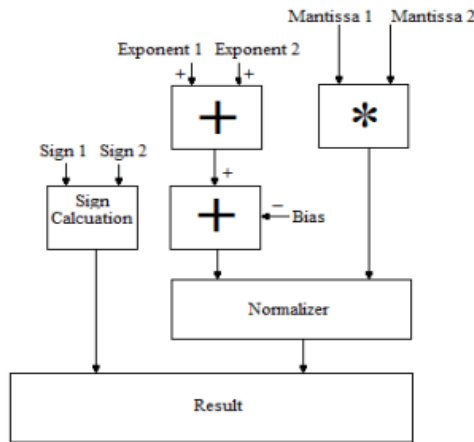 Mantissa 1 Mantissa 2
Exponent 1 Exponent 2
+ +
+
*
Sign 1 Sign 2
+
Sign
Calcuation
+
−
Bias
Normalizer
Result